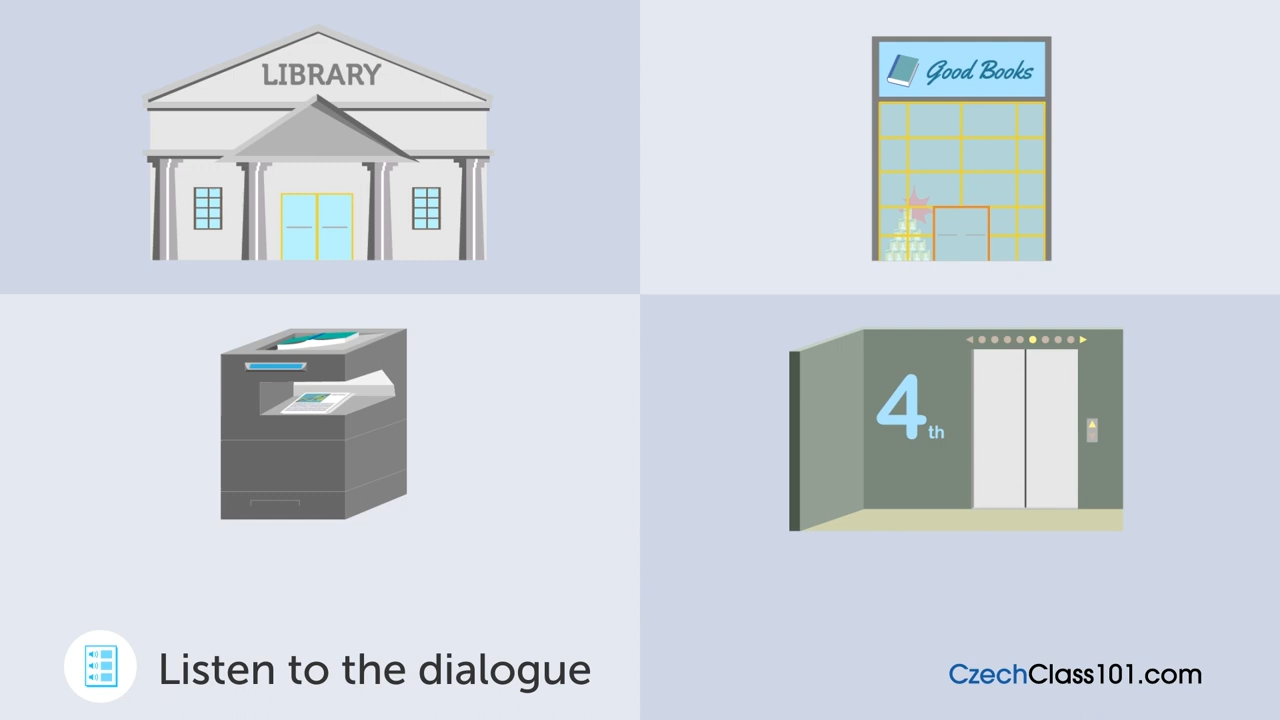 LIBRARY
Good Books
4th
Listen to the dialogue
CzechClass101.com